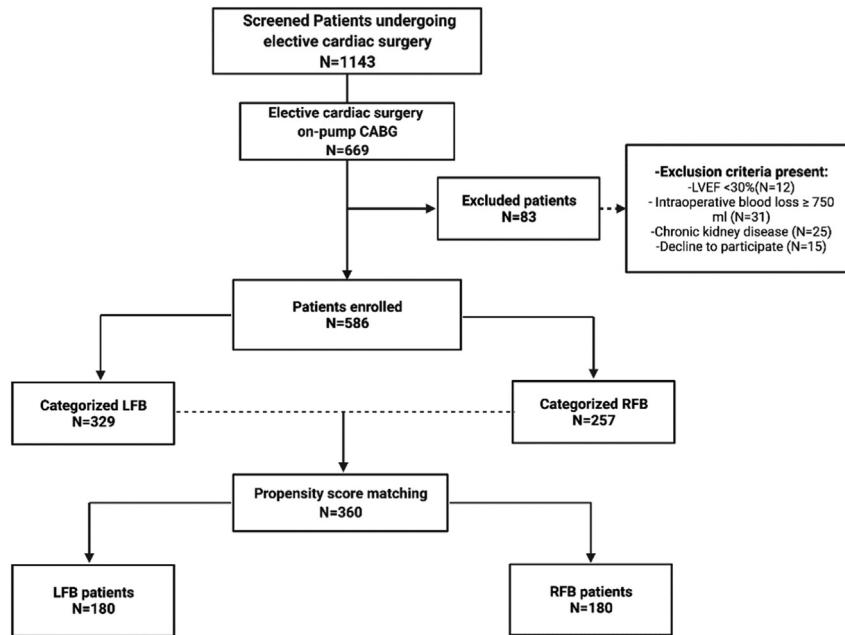 Screened Patients undergoing
elective cardiac surgery
N=1143
Elective cardiac surgery
on-pump CABG
N=669
Excluded patients
N=83
-Exclusion criteria present:
-LVEF <30%(N=12)
- Intraoperative blood loss ≥ 750
ml (N=31)
-Chronic kidney disease (N=25)
-Decline to participate (N=15)
Patients enrolled
N=586
Categorized LFB
N=329
Categorized RFB
N=257
Propensity score matching
N=360
LFB patients
N=180
RFB patients
N=180